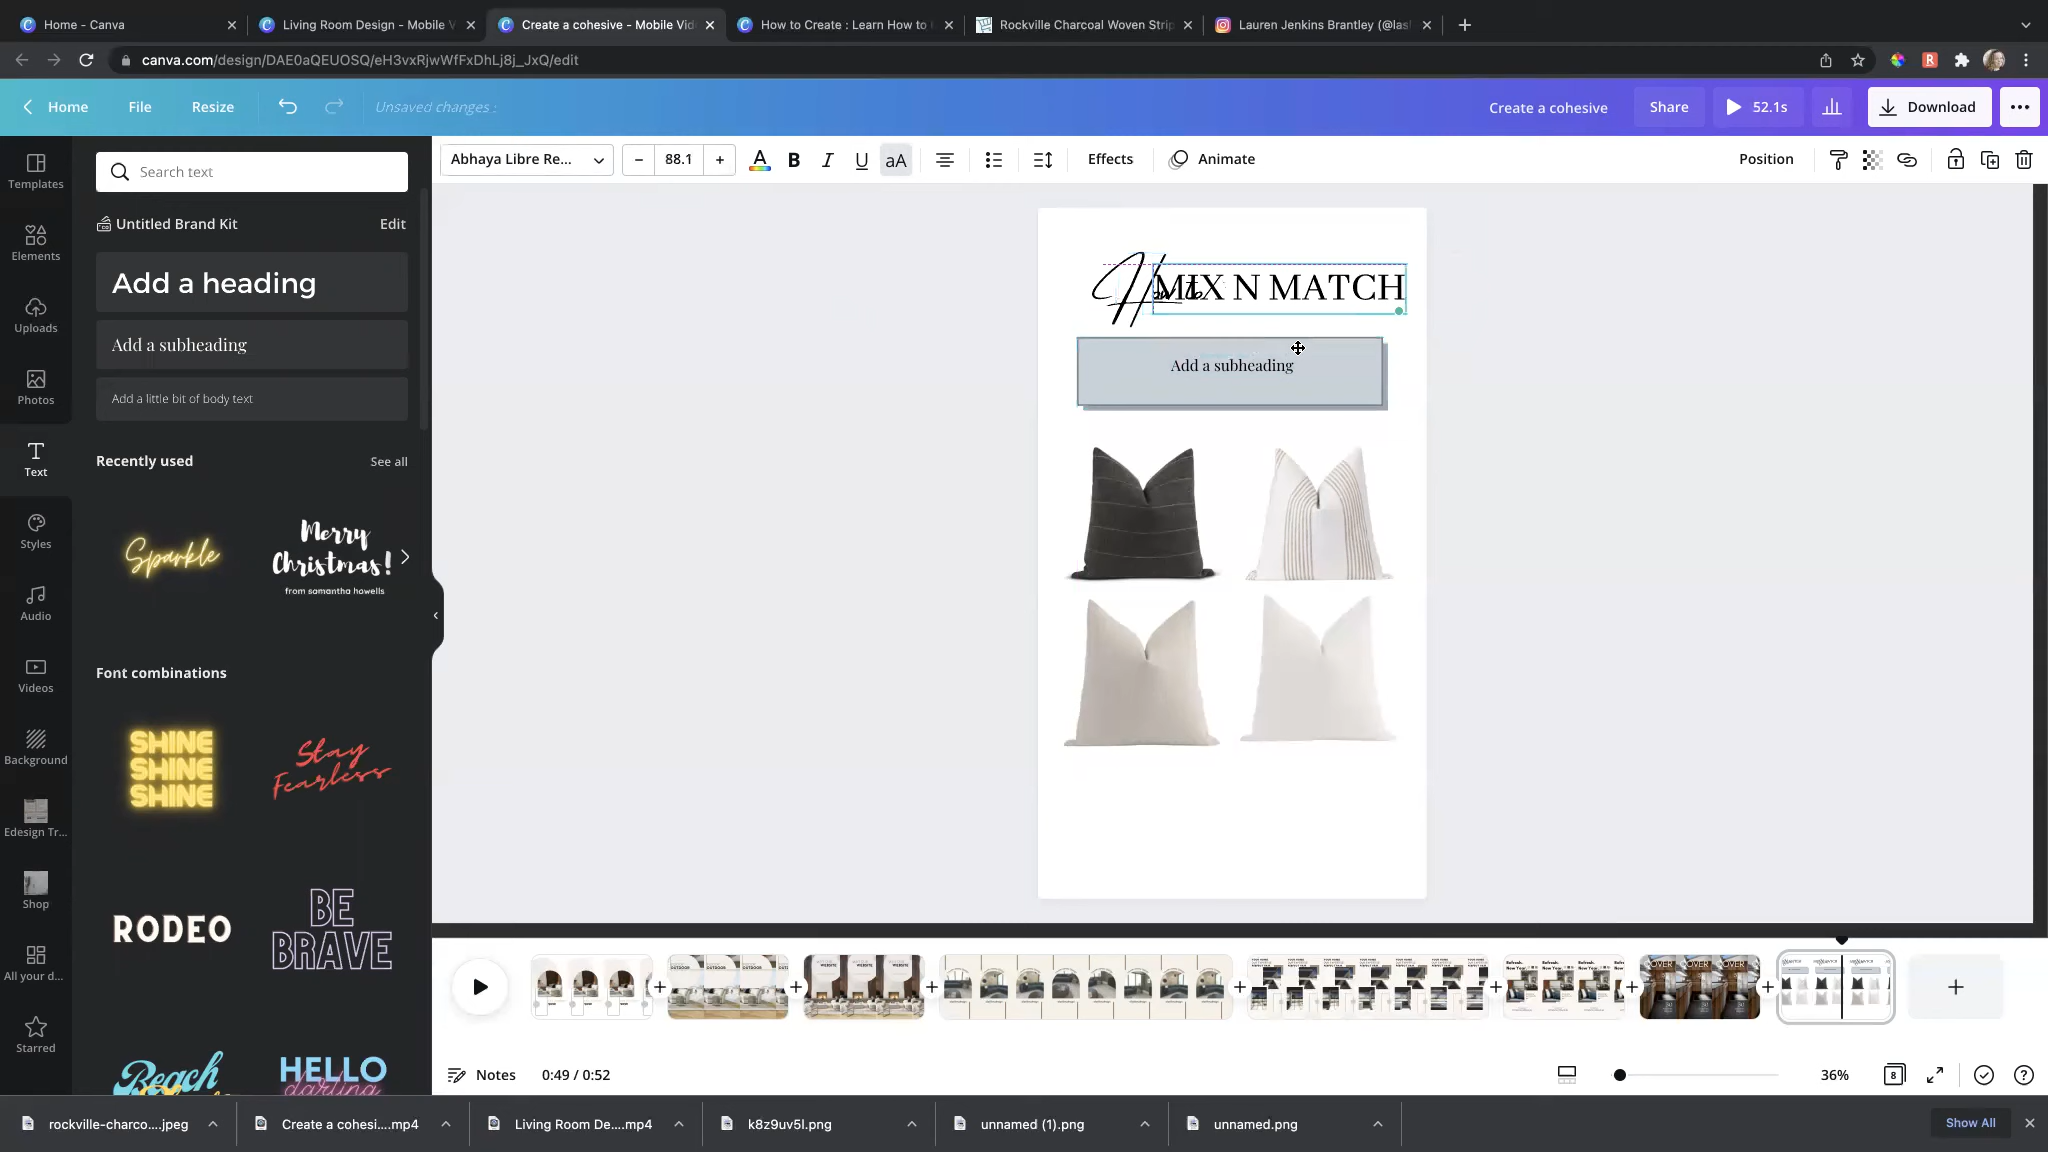 Home - Canva
Living Room Design - Mobile V
Create a cohesive - Mobile Vid
How to Create : Learn How to
Rockville Charcoal Woven Strip
Lauren Jenkins Brantley (@las
canva.com/design/DAE0aQEUOSQ/eH3vxRjwWfFxDhLj8j_JxQ/edit
Home
File
Resize
Unsaved changes
Create a cohesive
Share
52.1s
Download
Abhaya Libre Re...
88.1
A
B
I
U
aA
Effects
Animate
Position
Templates
Elements
Uploads
Photos
Text
Styles
Audio
Videos
Background
Edesign Tr...
Shop
All your d...
Starred
Search text
Untitled Brand Kit
Edit
Add a heading
Add a subheading
Add a little bit of body text
Recently used
See all
Sparkle
Merry
Christmas!
from samantha howells
Font combinations
SHINE
SHINE
SHINE
Stay
Fearless
RODEO
BE
BRAVE
Beach
HELLO
darling
How to
MIX N MATCH
Add a subheading
Notes
0:49 / 0:52
36%
8
rockville-charco....jpeg
Create a cohesi....mp4
Living Room De....mp4
k8z9uv5l.png
unnamed (1).png
unnamed.png
Show All